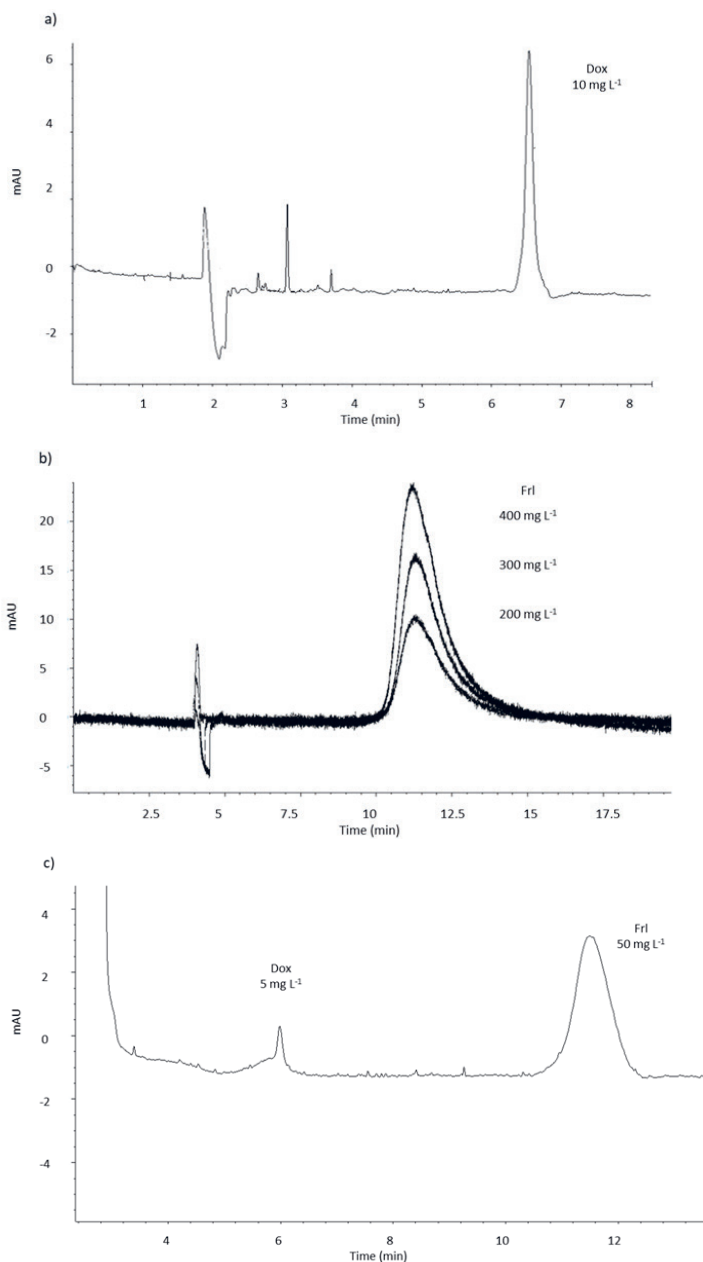 a)
6
4
2
0
-2
mAU
Dox
10 mg L⁻¹
1 2 3 4 5 6 7 8
Time (min)
b)
20
15
10
5
0
-5
mAU
Frl
400 mg L⁻¹
300 mg L⁻¹
200 mg L⁻¹
2.5 5 7.5 10 12.5 15 17.5
Time (min)
c)
4
2
0
-2
-4
mAU
Dox
5 mg L⁻¹
Frl
50 mg L⁻¹
4 6 8 10 12
Time (min)